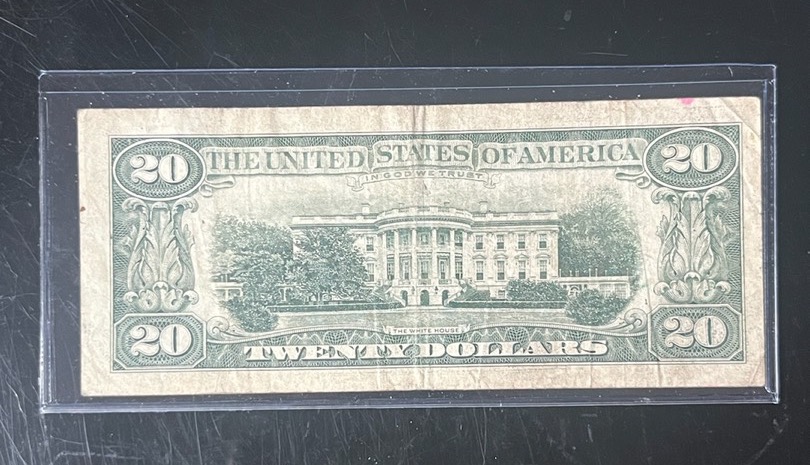 20 THE UNITED STATES OF AMERICA 20
IN GOD WE TRUST
THE WHITE HOUSE
20 TWENTY DOLLARS 20